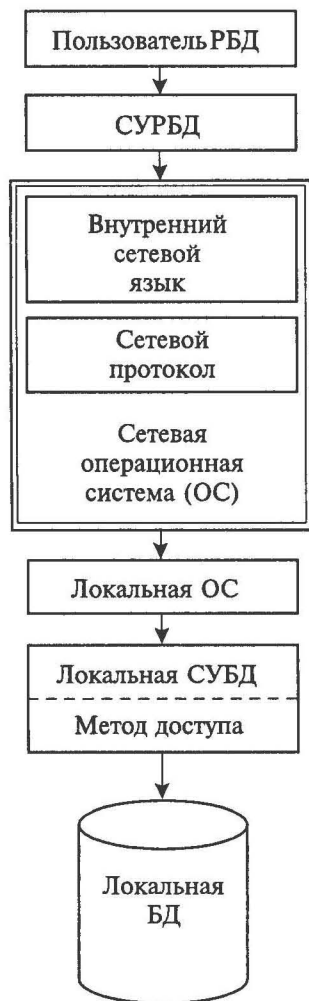 Пользователь РБД
СУРБД
Внутренний
сетевой
язык
Сетевой
протокол
Сетевая
операционная
система (ОС)
Локальная ОС
Локальная СУБД
Метод доступа
Локальная
БД